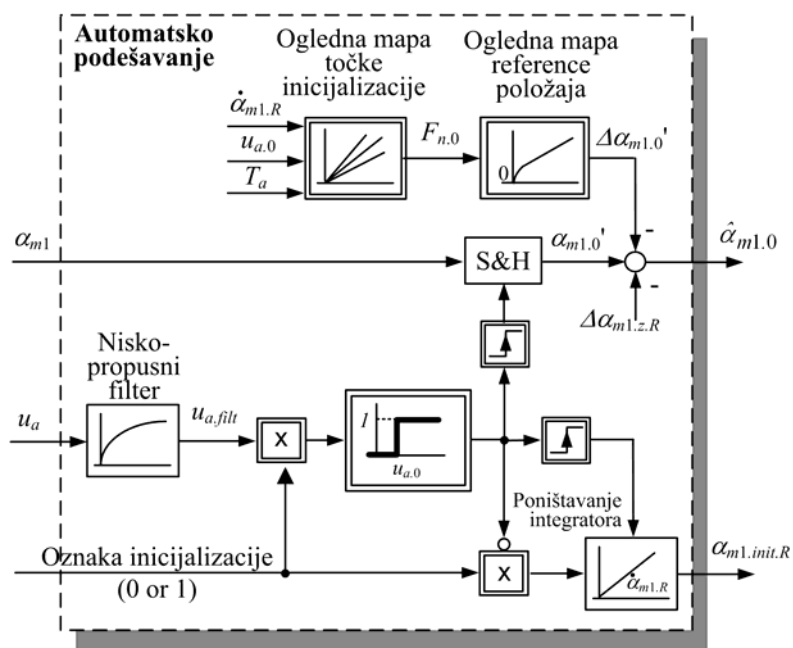 Automatsko
podešavanje
Ogledna mapa
točke
inicijalizacije
Ogledna mapa
reference
položaja
α̇m1.R
ua.0
Ta
Fn.0
0
Δαm1.0'
αm1
S&H
αm1.0'
-
α̂m1.0
-
Δαm1.z.R
Nisko-
propusni
filter
ua
ua.filt
x
1
ua.0
Poništavanje
integratora
Oznaka inicijalizacije
(0 or 1)
x
α̇m1.R
αm1.init.R